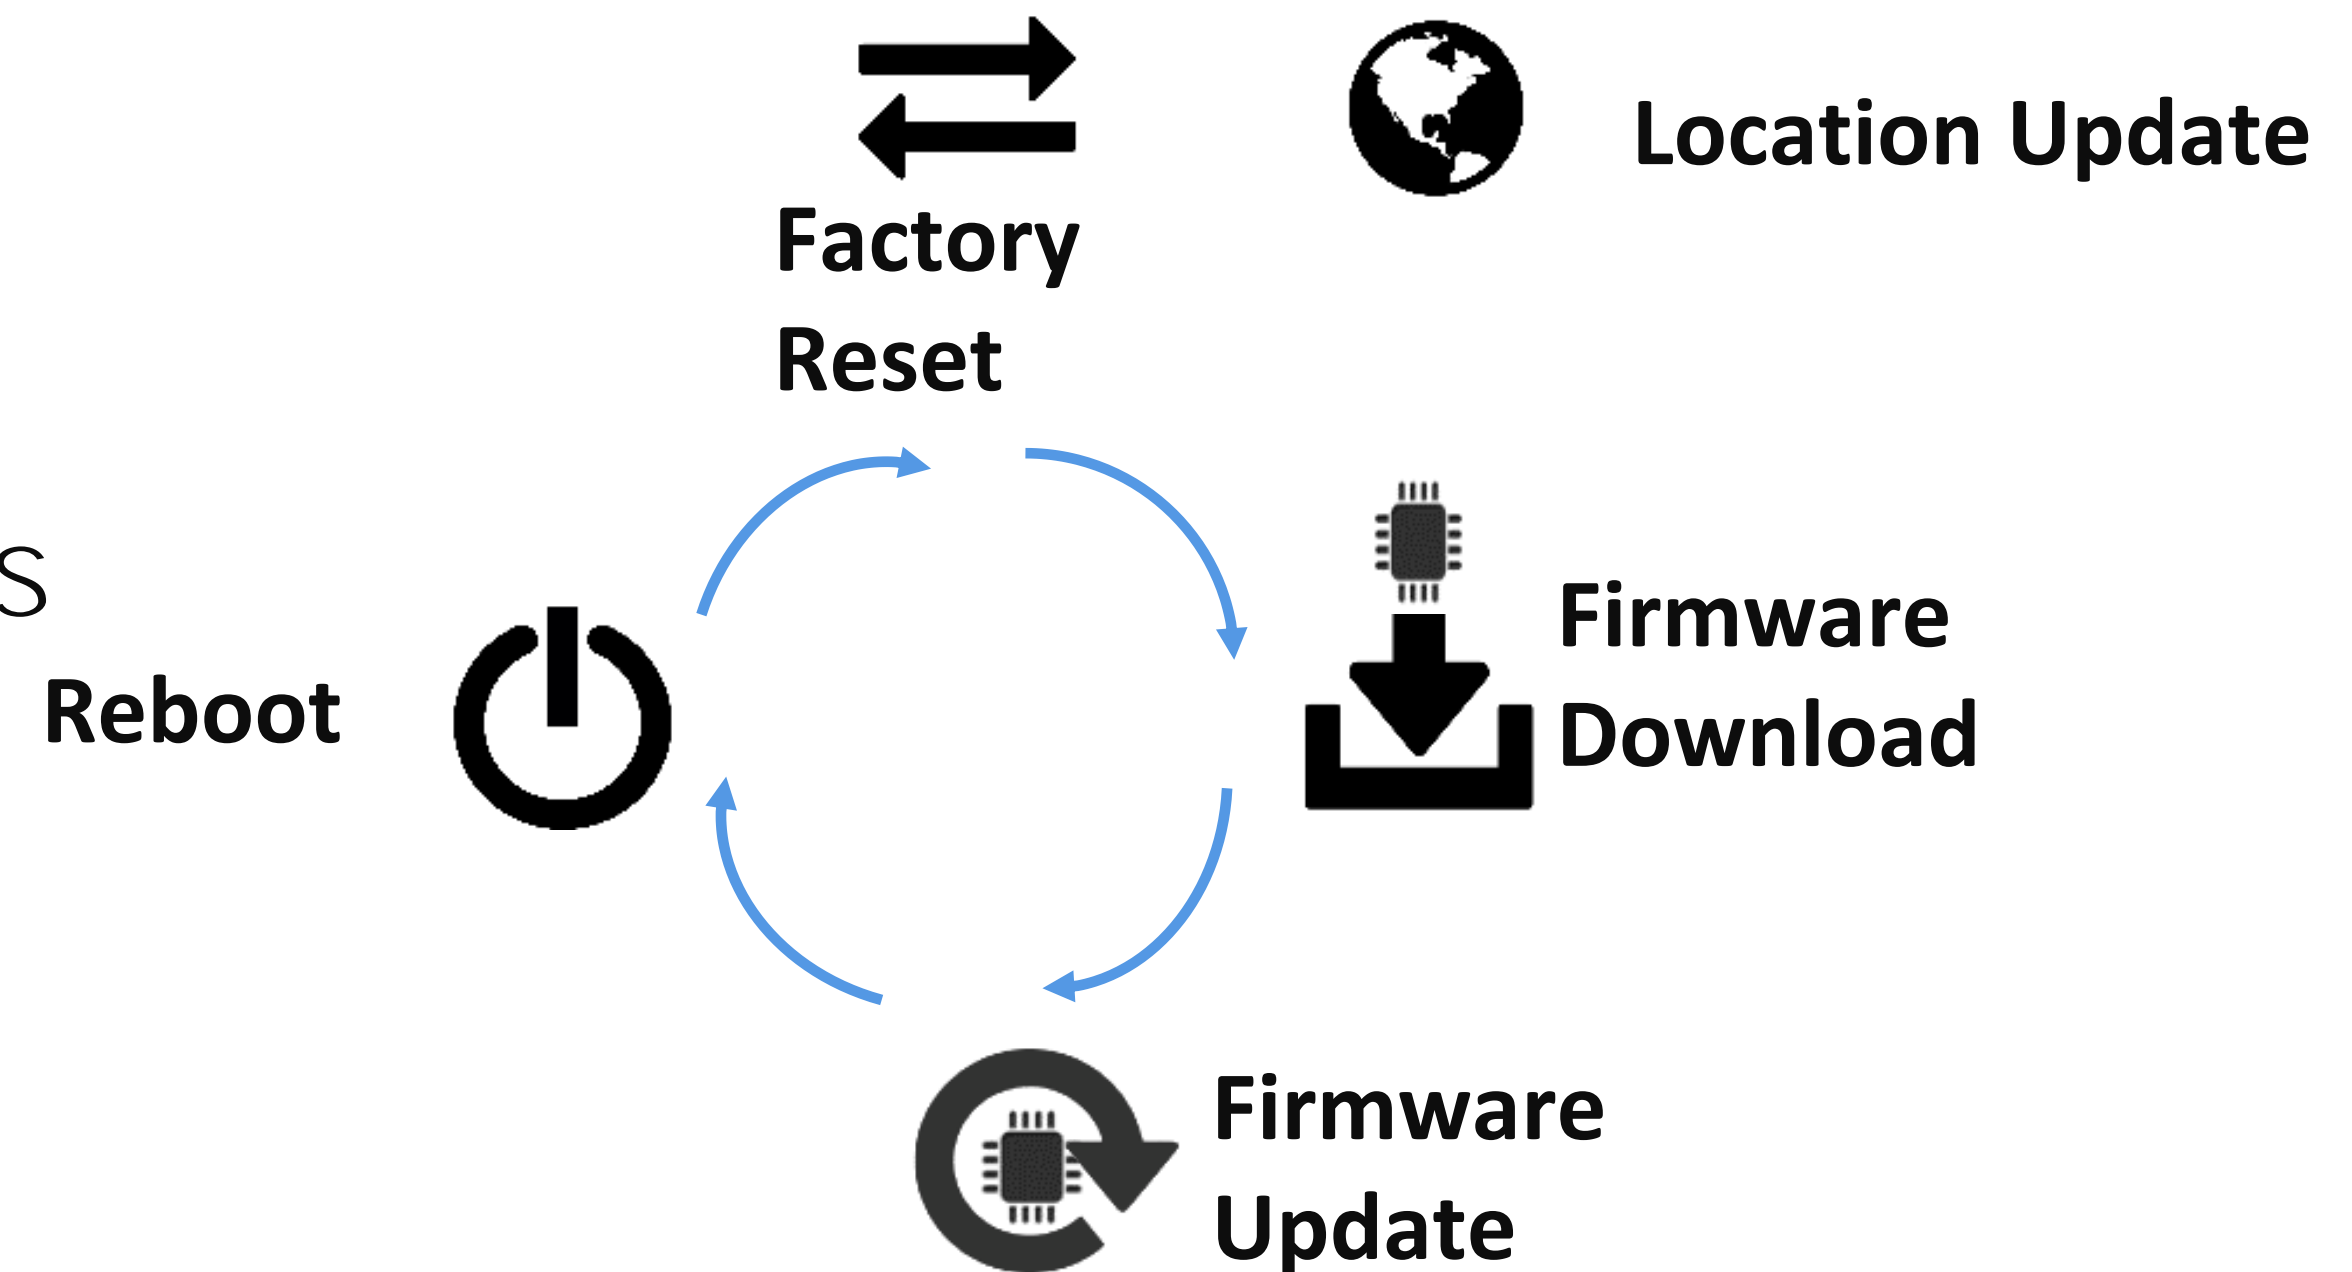 Factory
Reset
Location Update
s
Reboot
Firmware
Download
Firmware
Update